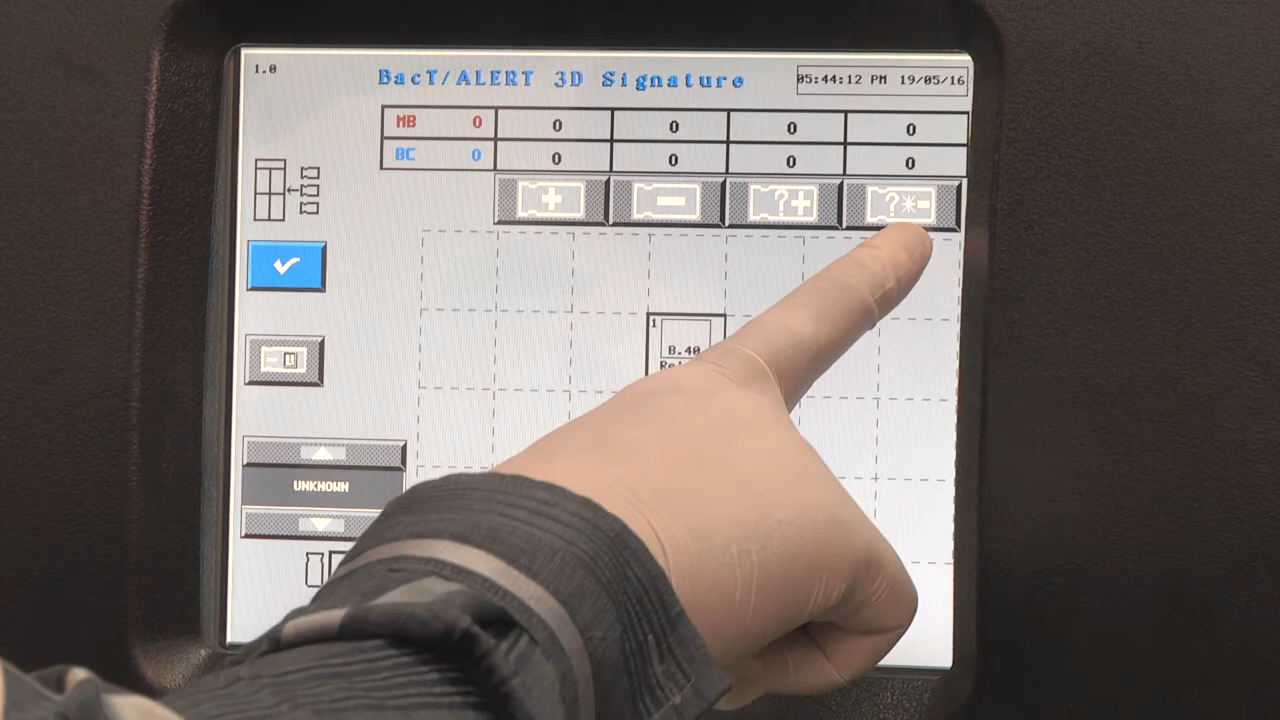 1.0
BacT/ALERT 3D Signature
05:44:12 PM 19/05/16
MB 0 0 0 0 0
BC 0 0 0 0 0
+ - ?+ ?*-
1
B.40
UNKNOWN